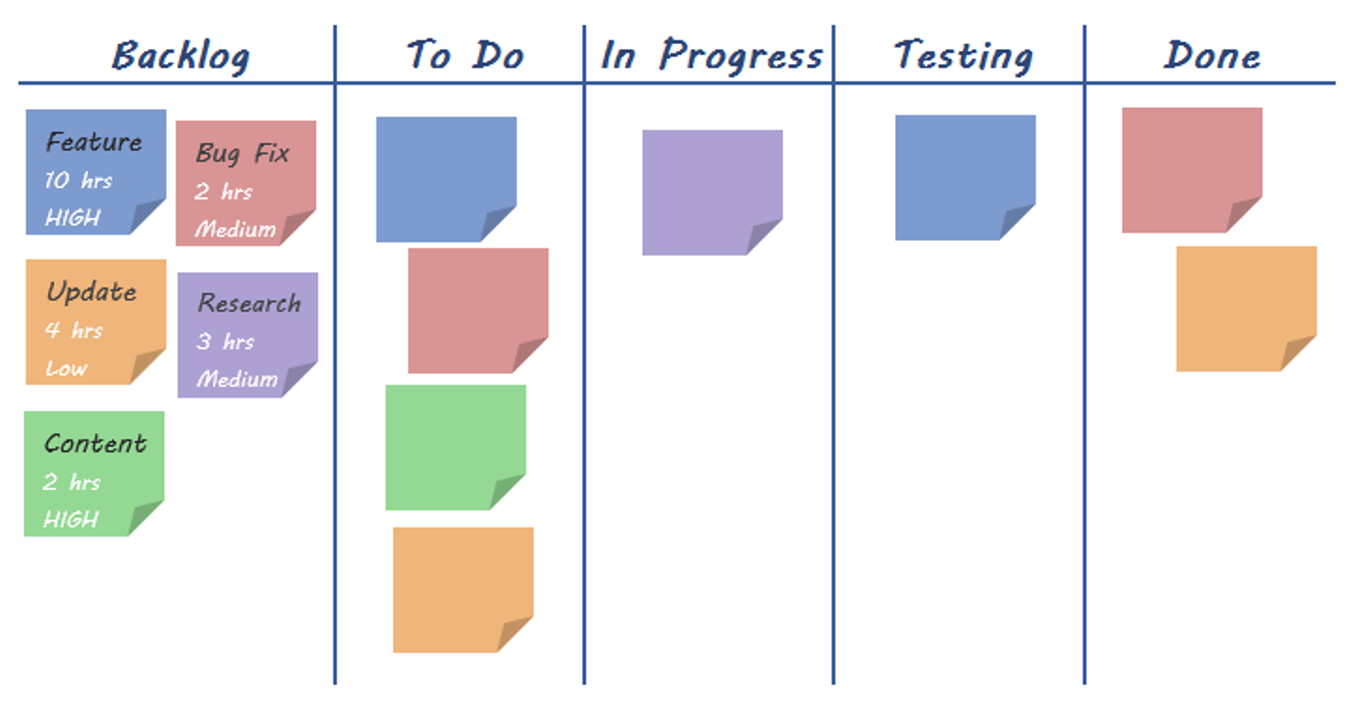 Backlog
To Do
In Progress
Testing
Done
Feature
10 hrs
HIGH
Bug Fix
2 hrs
Medium
Update
4 hrs
Low
Research
3 hrs
Medium
Content
2 hrs
HIGH